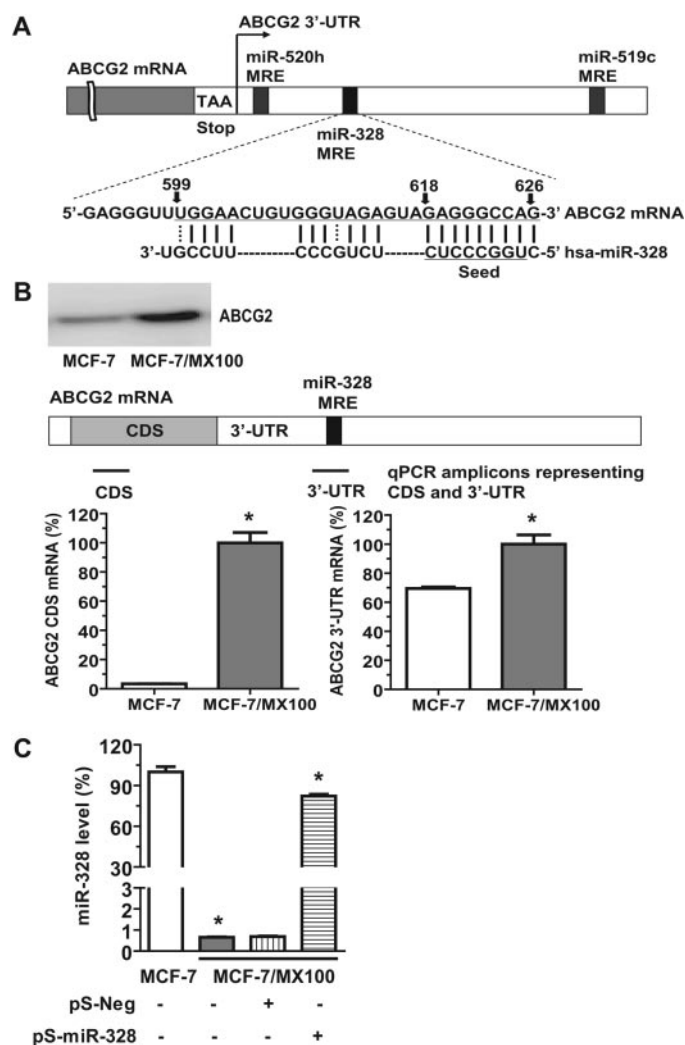 A
ABCG2 3’-UTR
ABCG2 mRNA
miR-520h
MRE
miR-519c
MRE
TAA
Stop
miR-328
MRE
599
618
626
5’-GAGGGUUUGGAACUGUGGGUAGAGUAGAGGGCCAG-3’ ABCG2 mRNA
3’-UGCCUU----------CCCGUCU------CUCCCGGUC-5’ hsa-miR-328
Seed
B
ABCG2
MCF-7 MCF-7/MX100
ABCG2 mRNA
miR-328
MRE
CDS
3’-UTR
CDS
3’-UTR
qPCR amplicons representing
CDS and 3’-UTR
ABCG2 CDS mRNA (%)
120
100
80
60
40
20
0
*
MCF-7
MCF-7/MX100
ABCG2 3'-UTR mRNA (%)
120
100
80
60
40
20
0
*
MCF-7
MCF-7/MX100
C
miR-328 level (%)
120
90
60
30
3
2
1
0
*
*
MCF-7
MCF-7/MX100
pS-Neg - - + -
pS-miR-328 - - - +